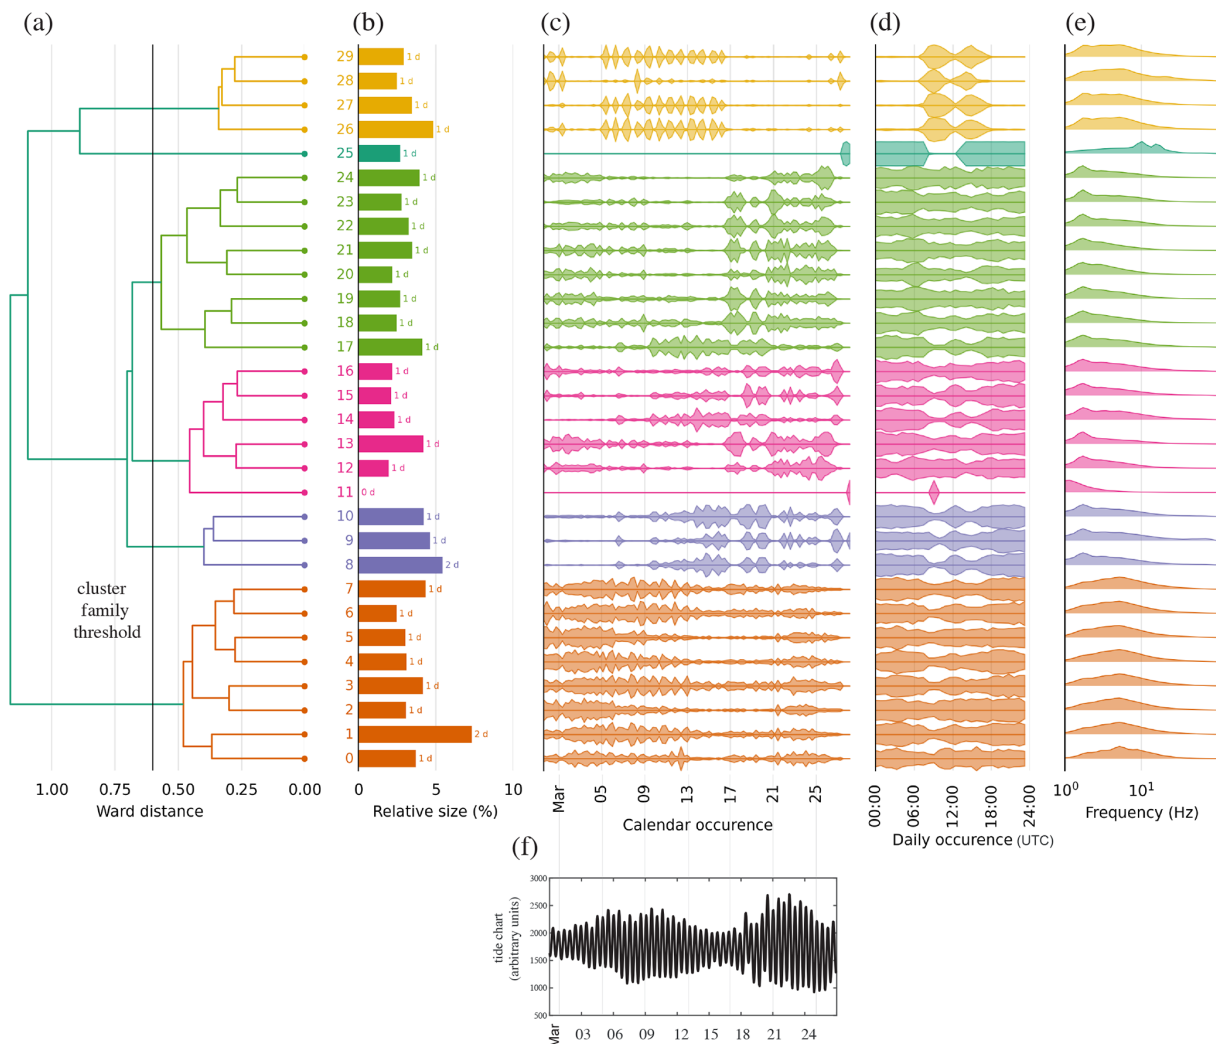 (a) (b) (c) (d) (e)
29 1 d
28 1 d
27 1 d
26 1 d
25 1 d
24 1 d
23 1 d
22 1 d
21 1 d
20 1 d
19 1 d
18 1 d
17 1 d
16 1 d
15 1 d
14 1 d
13 1 d
12 1 d
11 0 d
10 1 d
9 1 d
8 2 d
cluster
family
threshold
7 1 d
6 1 d
5 1 d
4 1 d
3 1 d
2 1 d
1 2 d
0 1 d
1.00 0.75 0.50 0.25 0.00
Ward distance
0 5 10
Relative size (%)
Mar 05 09 13 17 21 25
Calendar occurence
00:00 06:00 12:00 18:00 24:00
Daily occurence (UTC)
10⁰ 10¹
Frequency (Hz)
(f)
tide chart
(arbitrary units)
3000
2500
2000
1500
1000
500
Mar 03 06 09 12 15 18 21 24